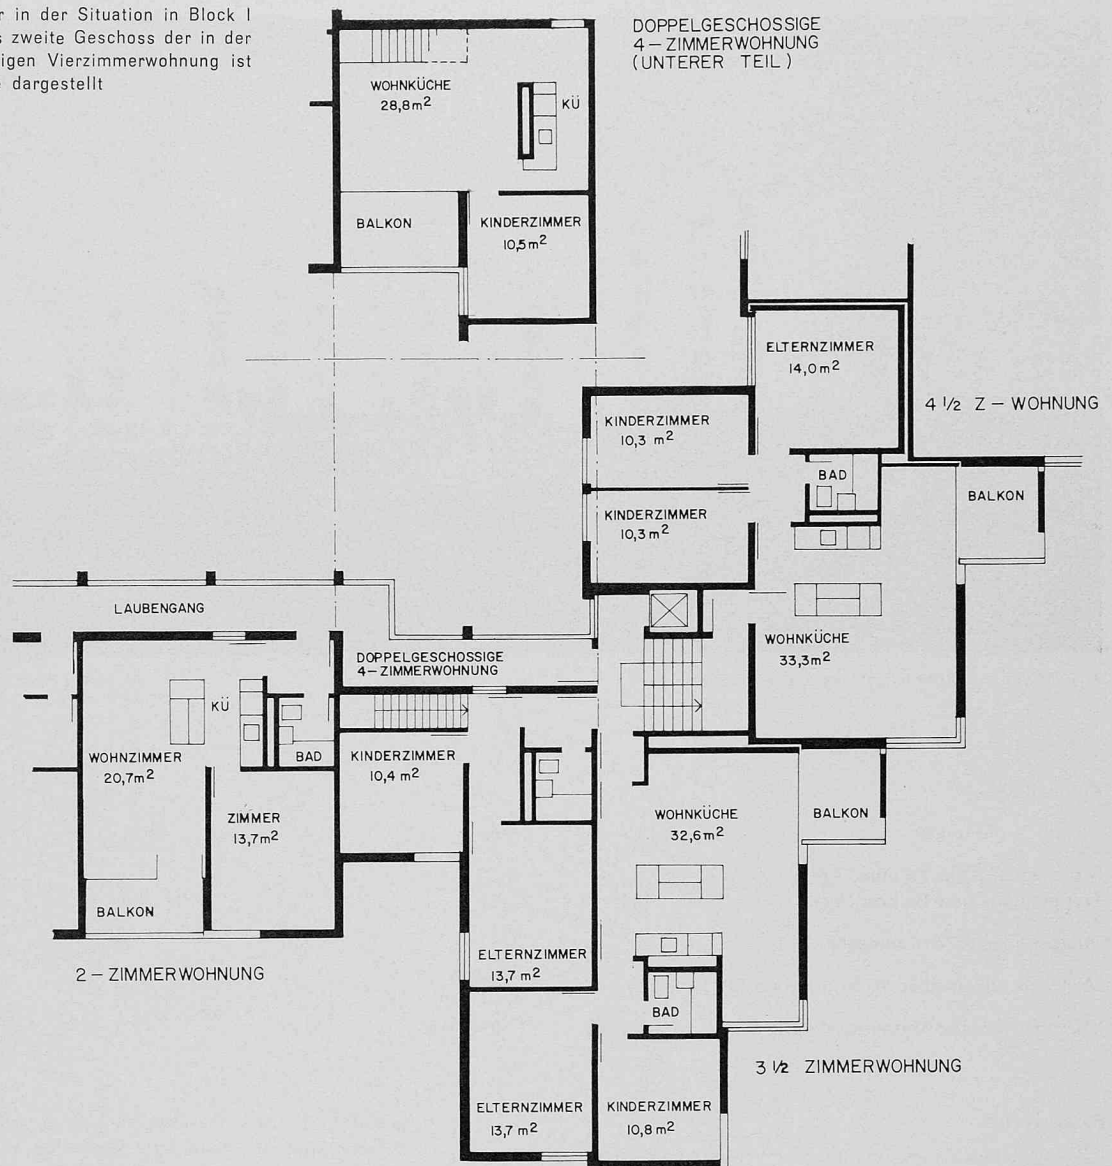 r in der Situation in Block I
s zweite Geschoss der in der
igen Vierzimmerwohnung ist
dargestellt
DOPPELGESCHOSSIGE
4 – ZIMMERWOHNUNG
(UNTERER TEIL)
WOHNKÜCHE
28,8m²
KÜ
BALKON
KINDERZIMMER
10,5m²
ELTERNZIMMER
14,0m²
4 1/2 Z – WOHNUNG
KINDERZIMMER
10,3 m²
BAD
BALKON
KINDERZIMMER
10,3m²
LAUBENGANG
WOHNKÜCHE
33,3m²
DOPPELGESCHOSSIGE
4 – ZIMMERWOHNUNG
KÜ
WOHNZIMMER
20,7m²
BAD
KINDERZIMMER
10,4 m²
ZIMMER
13,7m²
WOHNKÜCHE
32,6m²
BALKON
BALKON
2 – ZIMMERWOHNUNG
ELTERNZIMMER
13,7 m²
BAD
3 1/2 ZIMMERWOHNUNG
ELTERNZIMMER
13,7 m²
KINDERZIMMER
10,8m²